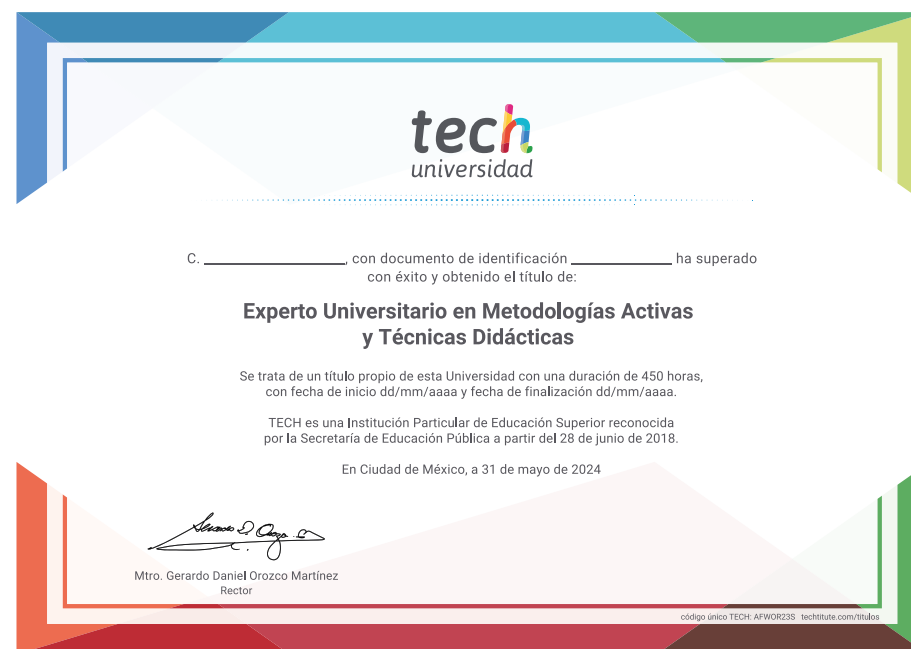 tech
universidad
C. ____________, con documento de identificación ____________ ha superado
con éxito y obtenido el título de:
Experto Universitario en Metodologías Activas
y Técnicas Didácticas
Se trata de un título propio de esta Universidad con una duración de 450 horas,
con fecha de inicio dd/mm/aaaa y fecha de finalización dd/mm/aaaa.
TECH es una Institución Particular de Educación Superior reconocida
por la Secretaría de Educación Pública a partir del 28 de junio de 2018.
En Ciudad de México, a 31 de mayo de 2024
Mtro. Gerardo Daniel Orozco Martínez
Rector
código único TECH: AFWOR23S techtitute.com/titulos